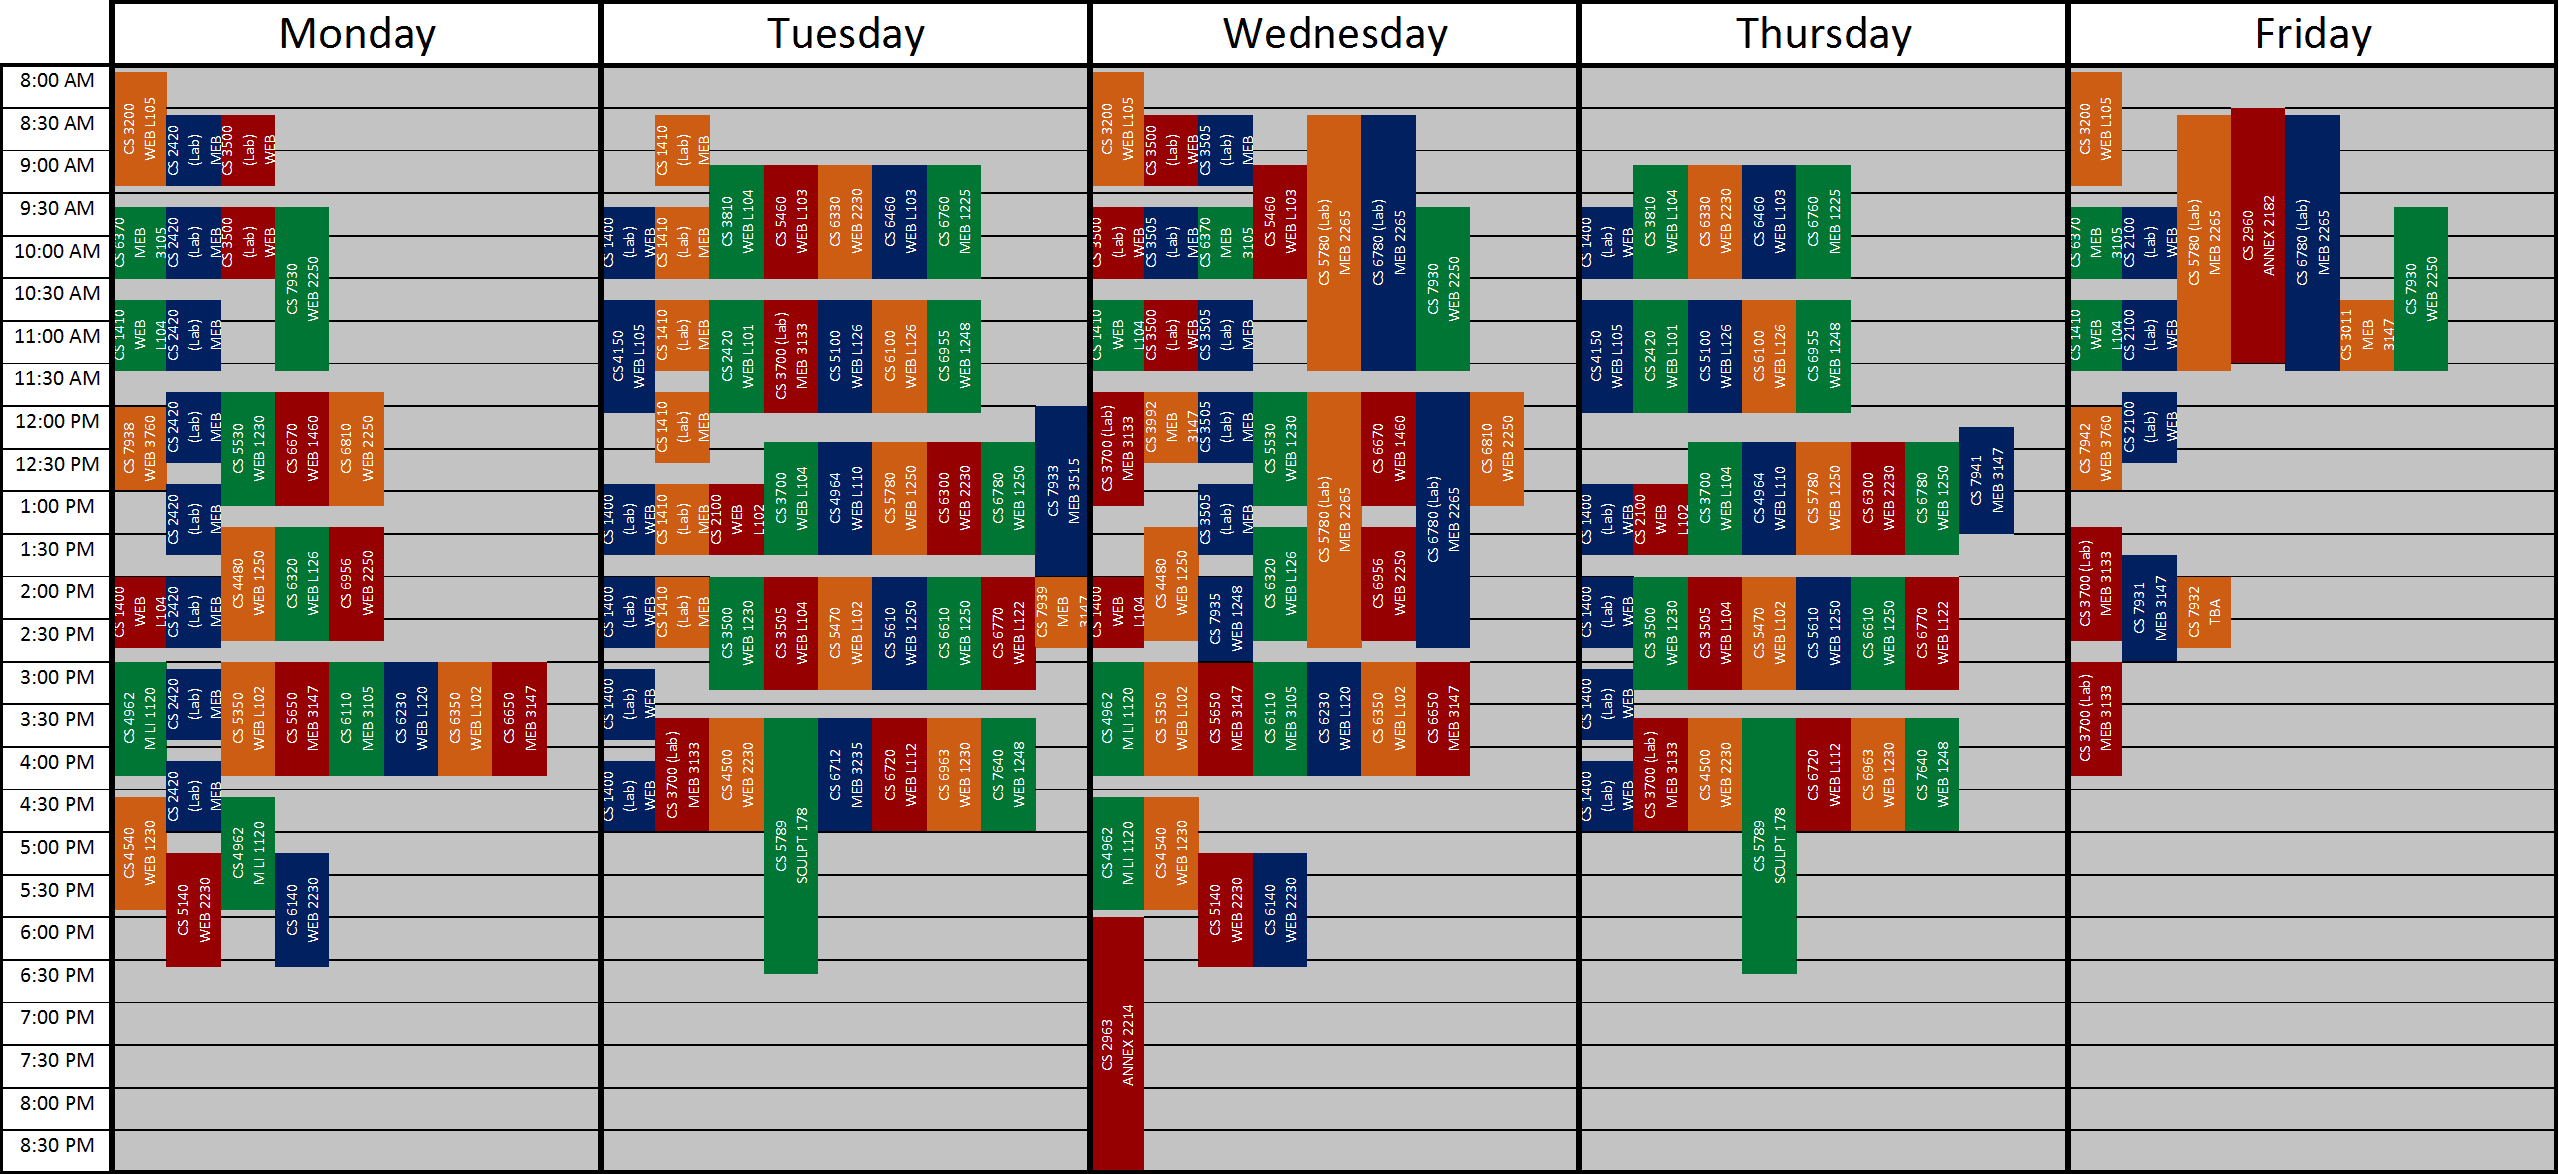 Monday
Tuesday
Wednesday
Thursday
Friday
8:00 AM
8:30 AM
9:00 AM
9:30 AM
10:00 AM
10:30 AM
11:00 AM
11:30 AM
12:00 PM
12:30 PM
1:00 PM
1:30 PM
2:00 PM
2:30 PM
3:00 PM
3:30 PM
4:00 PM
4:30 PM
5:00 PM
5:30 PM
6:00 PM
6:30 PM
7:00 PM
7:30 PM
8:00 PM
8:30 PM
CS 3200
WEB L105
CS 2420
(Lab)
MEB
CS 3500
(Lab)
WEB
CS 6370
MEB
3105
CS 2420
(Lab)
MEB
CS 3500
(Lab)
WEB
CS 7930
WEB 2250
CS 1410
WEB
L104
CS 2420
(Lab)
MEB
CS 7938
WEB 3760
CS 2420
(Lab)
MEB
CS 5530
WEB 1230
CS 6670
WEB 1460
CS 6810
WEB 2250
CS 2420
(Lab)
MEB
CS 4480
WEB 1250
CS 6320
WEB L126
CS 6956
WEB 2250
CS 1400
WEB
L104
CS 2420
(Lab)
MEB
CS 4962
M LI 1120
CS 2420
(Lab)
MEB
CS 5350
WEB L102
CS 5650
MEB 3147
CS 6110
MEB 3105
CS 6230
WEB L120
CS 6350
WEB L102
CS 6650
MEB 3147
CS 2420
(Lab)
MEB
CS 4540
WEB 1230
CS 4962
M LI 1120
CS 5140
WEB 2230
CS 6140
WEB 2230
CS 1410
(Lab)
MEB
CS 3810
WEB L104
CS 5460
WEB L103
CS 6330
WEB 2230
CS 6460
WEB L103
CS 6760
MEB 1225
CS 1400
(Lab)
WEB
CS 1410
(Lab)
MEB
CS 4150
WEB L105
CS 1410
(Lab)
MEB
CS 2420
WEB L101
CS 3700 (Lab)
MEB 3133
CS 5100
WEB L126
CS 6100
WEB L126
CS 6955
WEB 1248
CS 1410
(Lab)
MEB
CS 7933
MEB 3515
CS 3700
WEB L104
CS 4964
WEB L110
CS 5780
WEB 1250
CS 6300
WEB 2230
CS 6780
WEB 1250
CS 1400
(Lab)
WEB
CS 1410
(Lab)
MEB
CS 2100
WEB
L102
CS 1400
(Lab)
WEB
CS 1410
(Lab)
MEB
CS 3500
WEB 1230
CS 3505
WEB L104
CS 5470
WEB L102
CS 5610
WEB 1250
CS 6610
WEB 1250
CS 6770
WEB L122
CS 7939
MEB
3147
CS 1400
(Lab)
WEB
CS 3700 (Lab)
MEB 3133
CS 4500
WEB 2230
CS 5789
SCULPT 178
CS 6712
MEB 3235
CS 6720
WEB L112
CS 6963
WEB 1230
CS 7640
WEB 1248
CS 1400
(Lab)
WEB
CS 3200
WEB L105
CS 3500
(Lab)
WEB
CS 3505
(Lab)
MEB
CS 5780 (Lab)
MEB 2265
CS 6780 (Lab)
MEB 2265
CS 5460
WEB L103
CS 3500
(Lab)
WEB
CS 3505
(Lab)
MEB
CS 6370
MEB
3105
CS 7930
WEB 2250
CS 1410
WEB
L104
CS 3500
(Lab)
WEB
CS 3505
(Lab)
MEB
CS 3700 (Lab)
MEB 3133
CS 3992
MEB
3147
CS 3505
(Lab)
MEB
CS 5530
WEB 1230
CS 5780 (Lab)
MEB 2265
CS 6670
WEB 1460
CS 6780 (Lab)
MEB 2265
CS 6810
WEB 2250
CS 3505
(Lab)
MEB
CS 4480
WEB 1250
CS 6320
WEB L126
CS 6956
WEB 2250
CS 1400
WEB
L104
CS 7935
WEB 1248
CS 4962
M LI 1120
CS 5350
WEB L102
CS 5650
MEB 3147
CS 6110
MEB 3105
CS 6230
WEB L120
CS 6350
WEB L102
CS 6650
MEB 3147
CS 4962
M LI 1120
CS 4540
WEB 1230
CS 5140
WEB 2230
CS 6140
WEB 2230
CS 2963
ANNEX 2214
CS 3810
WEB L104
CS 6330
WEB 2230
CS 6460
WEB L103
CS 6760
MEB 1225
CS 1400
(Lab)
WEB
CS 4150
WEB L105
CS 2420
WEB L101
CS 5100
WEB L126
CS 6100
WEB L126
CS 6955
WEB 1248
CS 7941
MEB 3147
CS 3700
WEB L104
CS 4964
WEB L110
CS 5780
WEB 1250
CS 6300
WEB 2230
CS 6780
WEB 1250
CS 1400
(Lab)
WEB
CS 2100
WEB
L102
CS 1400
(Lab)
WEB
CS 3500
WEB 1230
CS 3505
WEB L104
CS 5470
WEB L102
CS 5610
WEB 1250
CS 6610
WEB 1250
CS 6770
WEB L122
CS 1400
(Lab)
WEB
CS 3700 (Lab)
MEB 3133
CS 4500
WEB 2230
CS 5789
SCULPT 178
CS 6720
WEB L112
CS 6963
WEB 1230
CS 7640
WEB 1248
CS 1400
(Lab)
WEB
CS 3200
WEB L105
CS 2960
ANNEX 2182
CS 5780 (Lab)
MEB 2265
CS 6780 (Lab)
MEB 2265
CS 6370
MEB
3105
CS 2100
(Lab)
WEB
CS 7930
WEB 2250
CS 1410
WEB
L104
CS 2100
(Lab)
WEB
CS 3011
MEB
3147
CS 7942
WEB 3760
CS 2100
(Lab)
WEB
CS 3700 (Lab)
MEB 3133
CS 7931
MEB 3147
CS 7932
TBA
CS 3700 (Lab)
MEB 3133